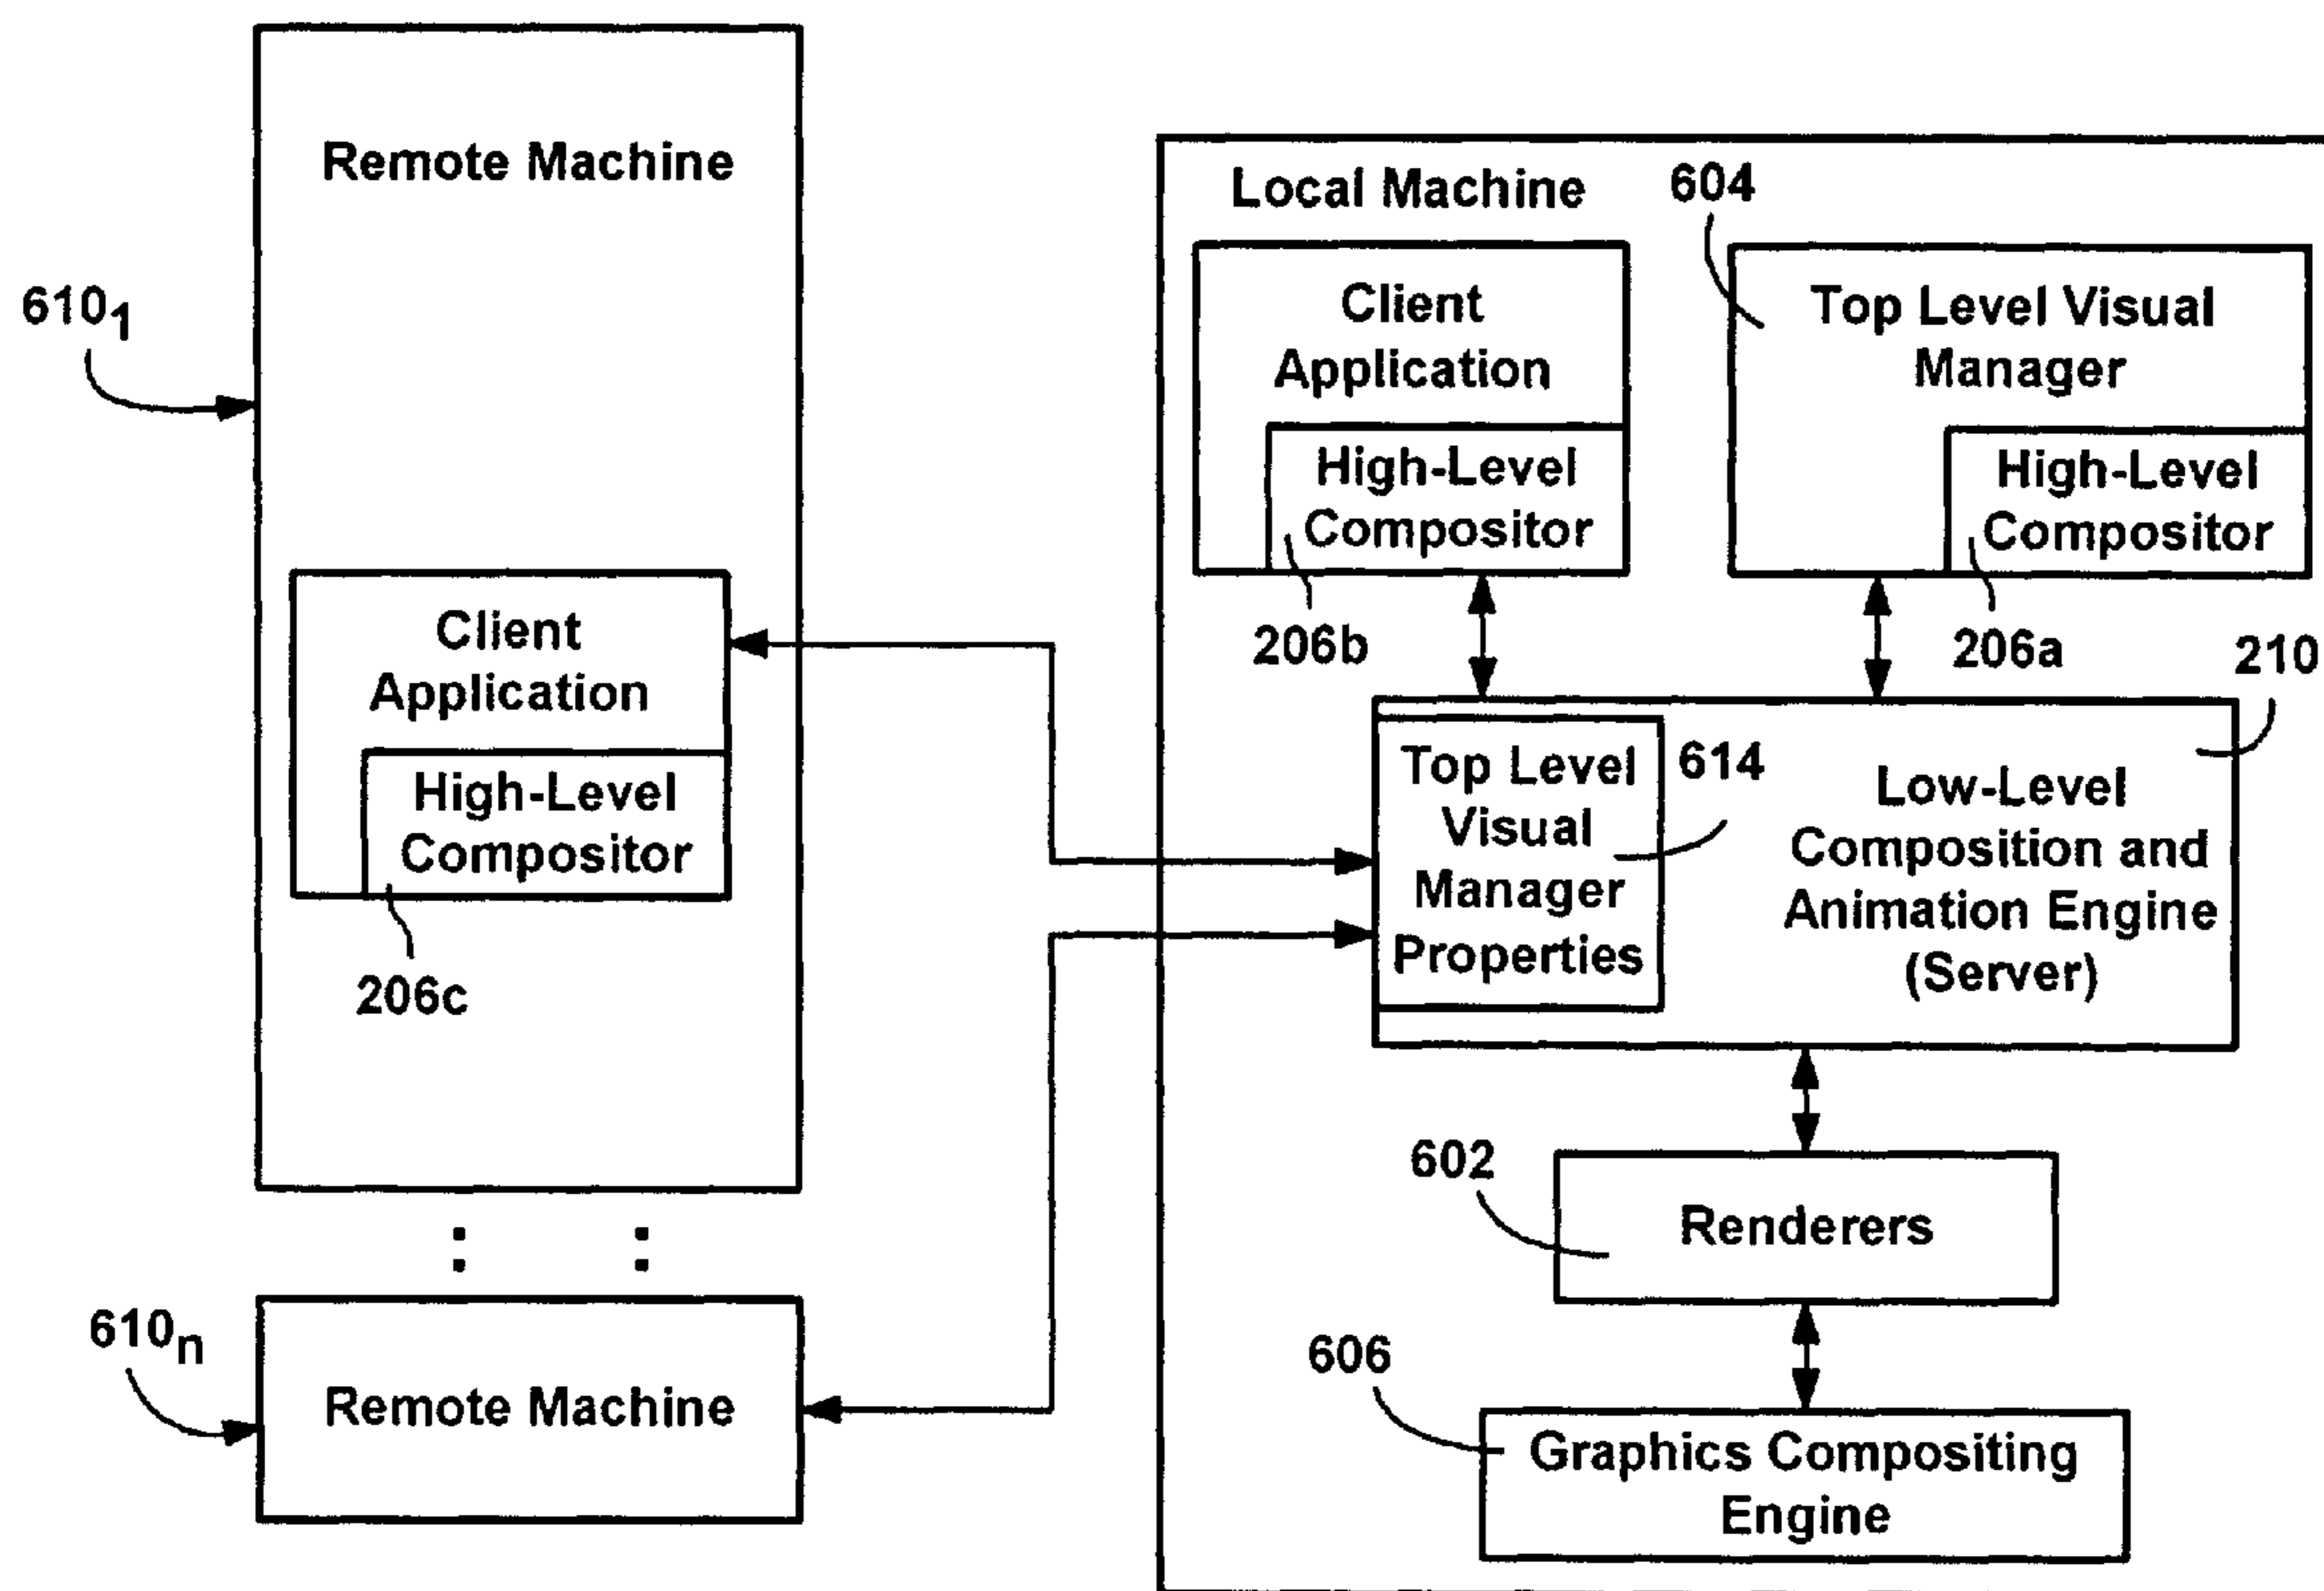 Remote Machine
610₁
Client
Application
High-Level
Compositor
206c
610ₙ
Remote Machine
Local Machine
604
Client
Application
High-Level
Compositor
206b
Top Level Visual
Manager
High-Level
Compositor
206a
210
Top Level
Visual
Manager
Properties
614
Low-Level
Composition and
Animation Engine
(Server)
602
Renderers
606
Graphics Compositing
Engine